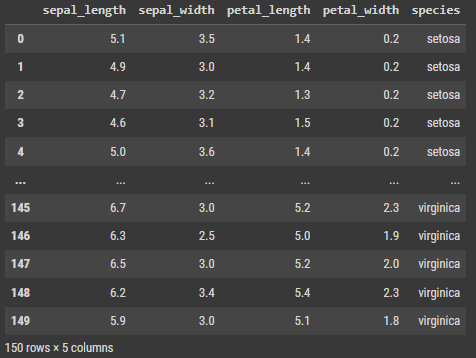 sepal_length sepal_width petal_length petal_width species
0 5.1 3.5 1.4 0.2 setosa
1 4.9 3.0 1.4 0.2 setosa
2 4.7 3.2 1.3 0.2 setosa
3 4.6 3.1 1.5 0.2 setosa
4 5.0 3.6 1.4 0.2 setosa
... ... ... ... ... ...
145 6.7 3.0 5.2 2.3 virginica
146 6.3 2.5 5.0 1.9 virginica
147 6.5 3.0 5.2 2.0 virginica
148 6.2 3.4 5.4 2.3 virginica
149 5.9 3.0 5.1 1.8 virginica
150 rows × 5 columns